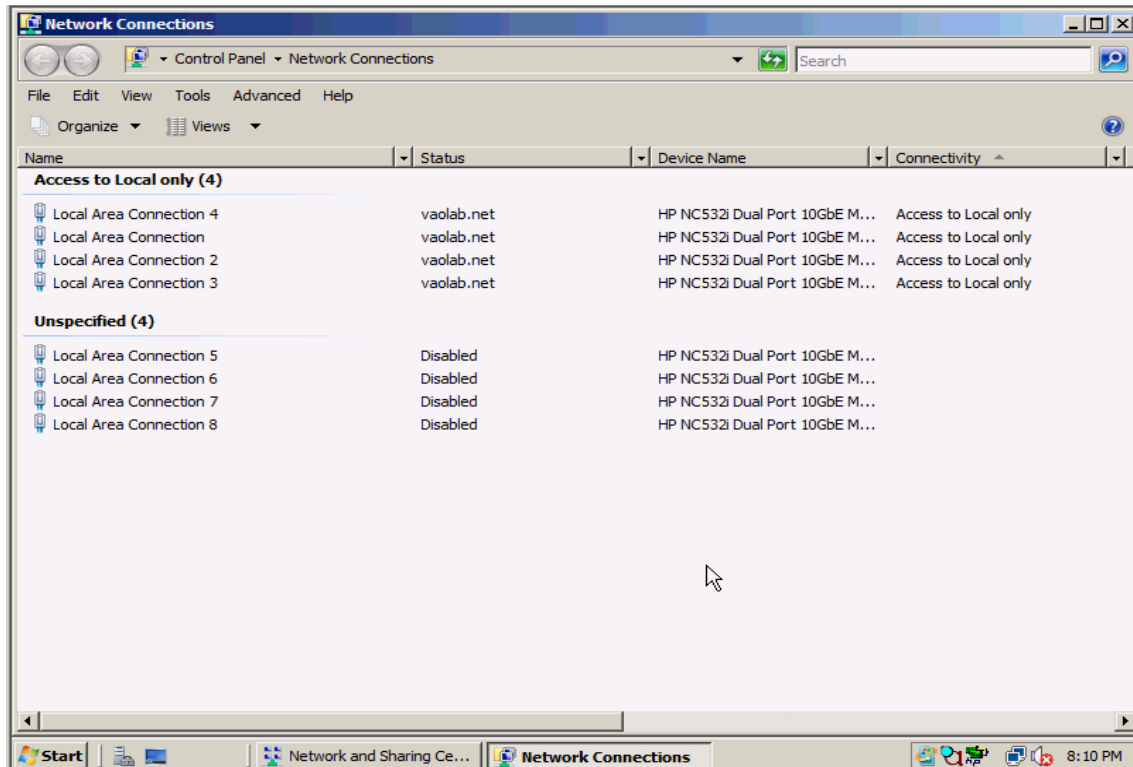 Network Connections
Control Panel Network Connections Search
File Edit View Tools Advanced Help
Organize Views
Name Status Device Name Connectivity
Access to Local only (4)
Local Area Connection 4 vaolab.net HP NC532i Dual Port 10GbE M... Access to Local only
Local Area Connection vaolab.net HP NC532i Dual Port 10GbE M... Access to Local only
Local Area Connection 2 vaolab.net HP NC532i Dual Port 10GbE M... Access to Local only
Local Area Connection 3 vaolab.net HP NC532i Dual Port 10GbE M... Access to Local only
Unspecified (4)
Local Area Connection 5 Disabled HP NC532i Dual Port 10GbE M...
Local Area Connection 6 Disabled HP NC532i Dual Port 10GbE M...
Local Area Connection 7 Disabled HP NC532i Dual Port 10GbE M...
Local Area Connection 8 Disabled HP NC532i Dual Port 10GbE M...
Start Network and Sharing Ce... Network Connections 8:10 PM